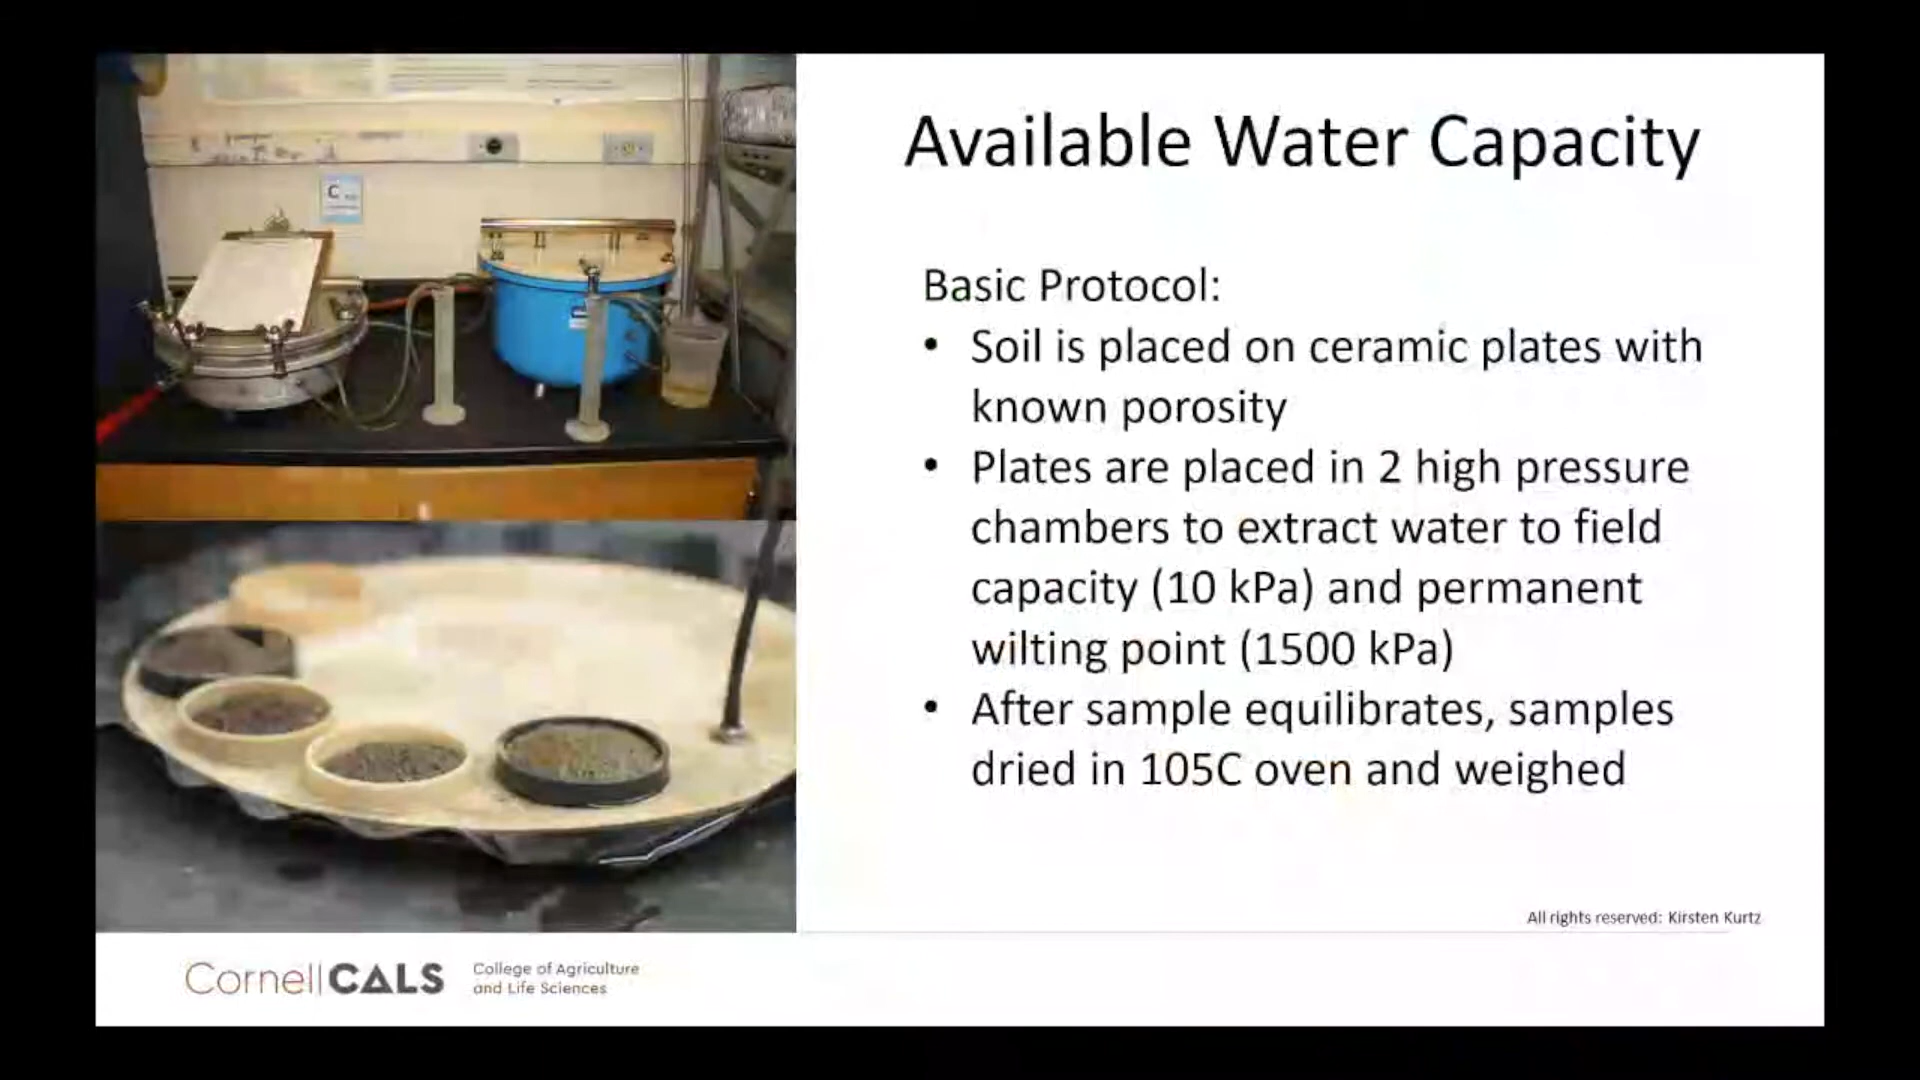 Available Water Capacity
Basic Protocol:
• Soil is placed on ceramic plates with
known porosity
• Plates are placed in 2 high pressure
chambers to extract water to field
capacity (10 kPa) and permanent
wilting point (1500 kPa)
• After sample equilibrates, samples
dried in 105C oven and weighed
All rights reserved: Kirsten Kurtz
Cornell|CALS College of Agriculture
and Life Sciences
C